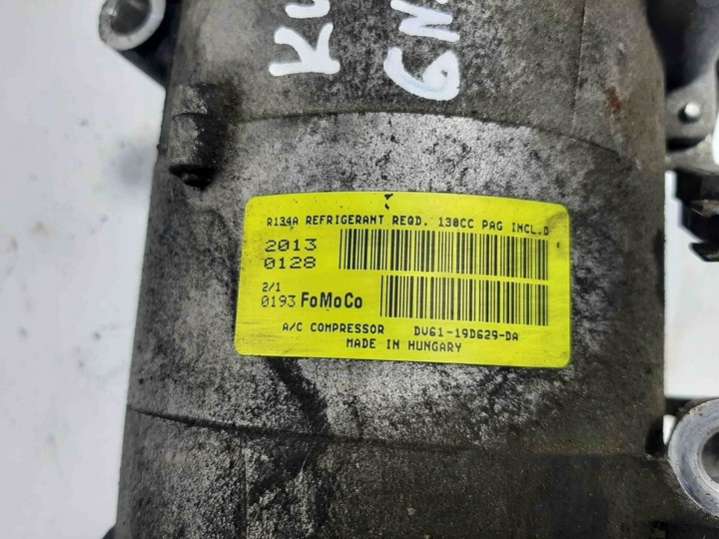 R134A REFRIGERANT REQD. 130CC PAG INCL.D
2013
0128
2/1
0193 FoMoCo
A/C COMPRESSOR DV61-19D629-DA
MADE IN HUNGARY